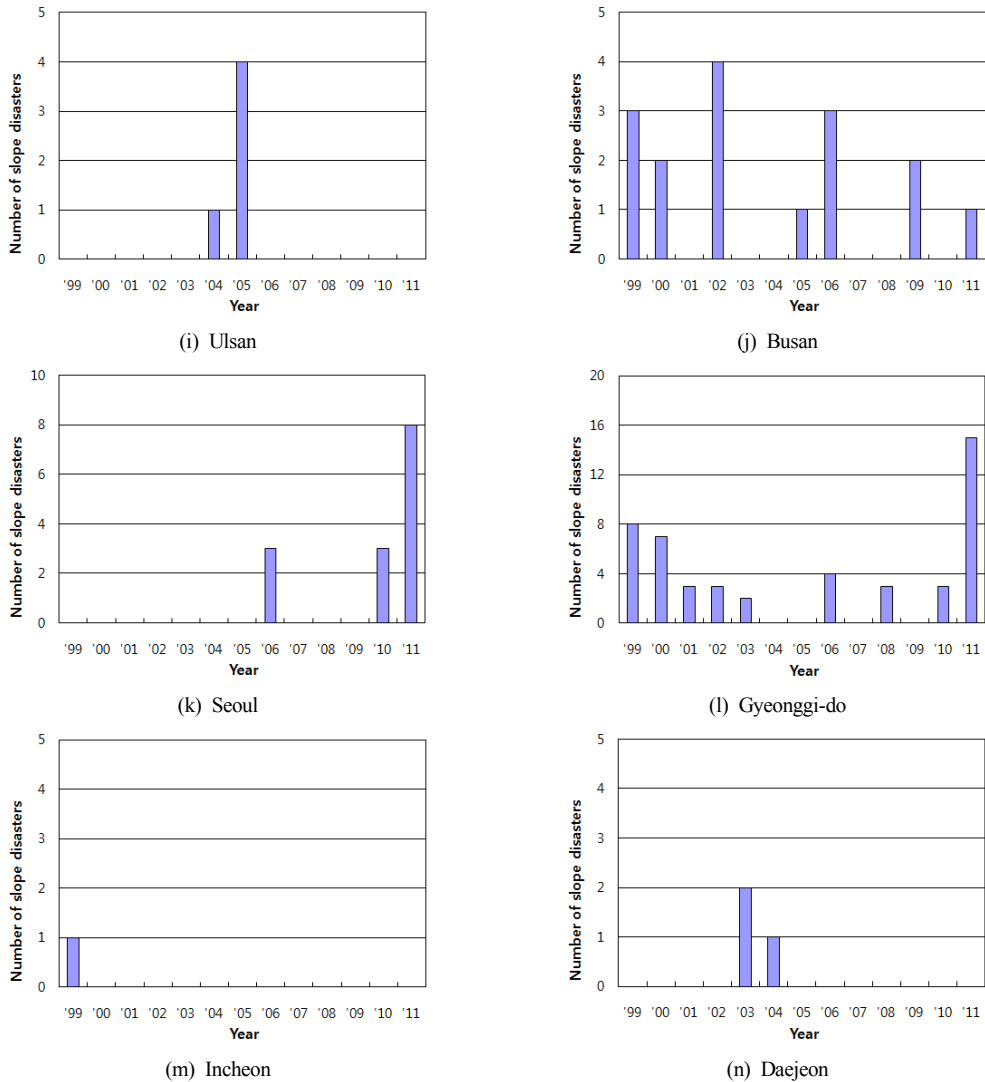 5
4
3
2
1
0
Number of slope disasters
'99 '00 '01 '02 '03 '04 '05 '06 '07 '08 '09 '10 '11
Year
(i) Ulsan
5
4
3
2
1
0
Number of slope disasters
'99 '00 '01 '02 '03 '04 '05 '06 '07 '08 '09 '10 '11
Year
(j) Busan
10
8
6
4
2
0
Number of slope disasters
'99 '00 '01 '02 '03 '04 '05 '06 '07 '08 '09 '10 '11
Year
(k) Seoul
20
16
12
8
4
0
Number of slope disasters
'99 '00 '01 '02 '03 '04 '05 '06 '07 '08 '09 '10 '11
Year
(l) Gyeonggi-do
5
4
3
2
1
0
Number of slope disasters
'99 '00 '01 '02 '03 '04 '05 '06 '07 '08 '09 '10 '11
Year
(m) Incheon
5
4
3
2
1
0
Number of slope disasters
'99 '00 '01 '02 '03 '04 '05 '06 '07 '08 '09 '10 '11
Year
(n) Daejeon